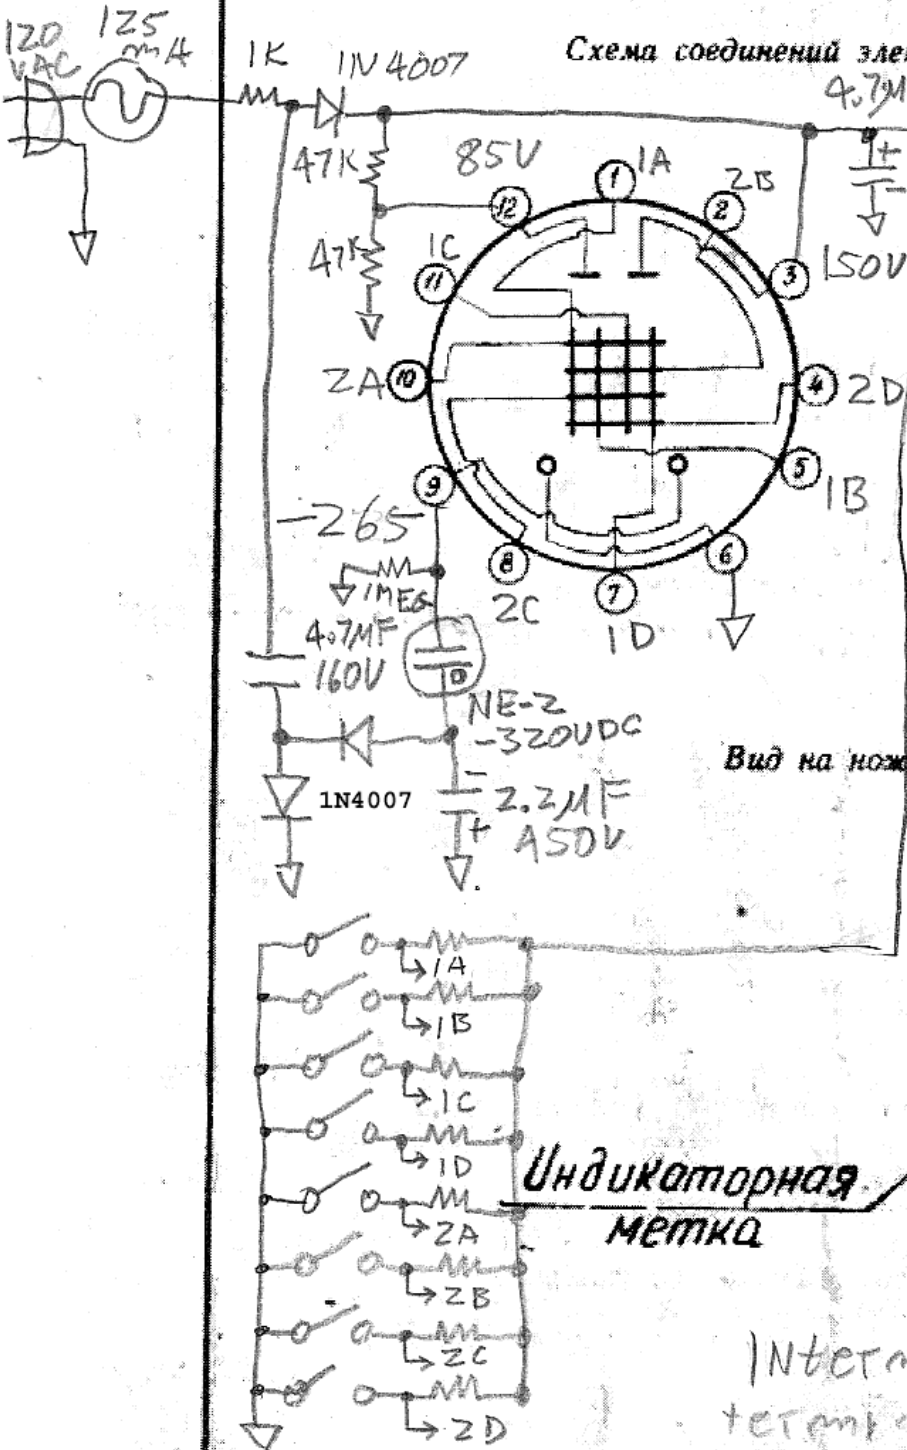 120
VAC
125
mA
1K
1N4007
Схема соединений
4.7M
47K
85V
1A
2B
1
12
2
3
150V
47K
1C
11
2A
10
4
2D
9
5
1B
-265
8
6
1MEG
2C
7
1D
4.7MF
160V
NE-2
-320VDC
Вид на
1N4007
2.2MF
450V
+
-
+
-
1A
1B
1C
1D
2A
2B
2C
2D
Индикаторная
метка